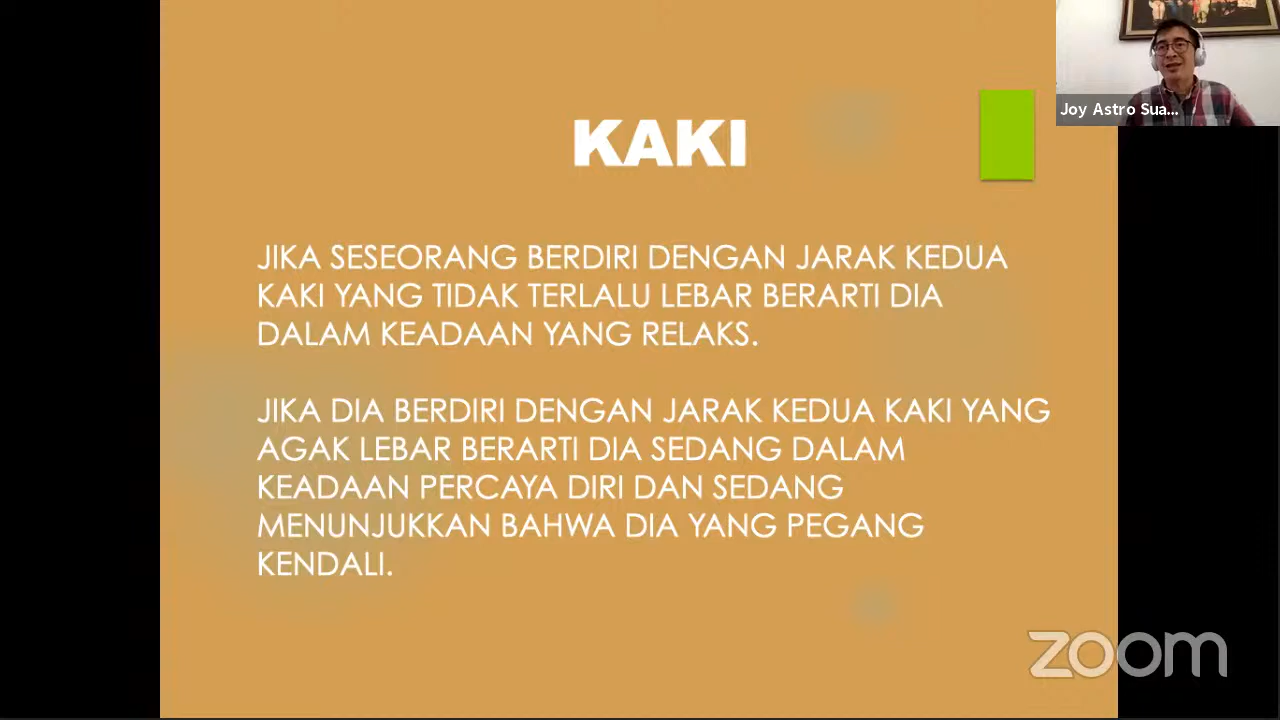 Joy Astro Sua...
KAKI
JIKA SESEORANG BERDIRI DENGAN JARAK KEDUA
KAKI YANG TIDAK TERLALU LEBAR BERARTI DIA
DALAM KEADAAN YANG RELAKS.
JIKA DIA BERDIRI DENGAN JARAK KEDUA KAKI YANG
AGAK LEBAR BERARTI DIA SEDANG DALAM
KEADAAN PERCAYA DIRI DAN SEDANG
MENUNJUKKAN BAHWA DIA YANG PEGANG
KENDALI.
zoom